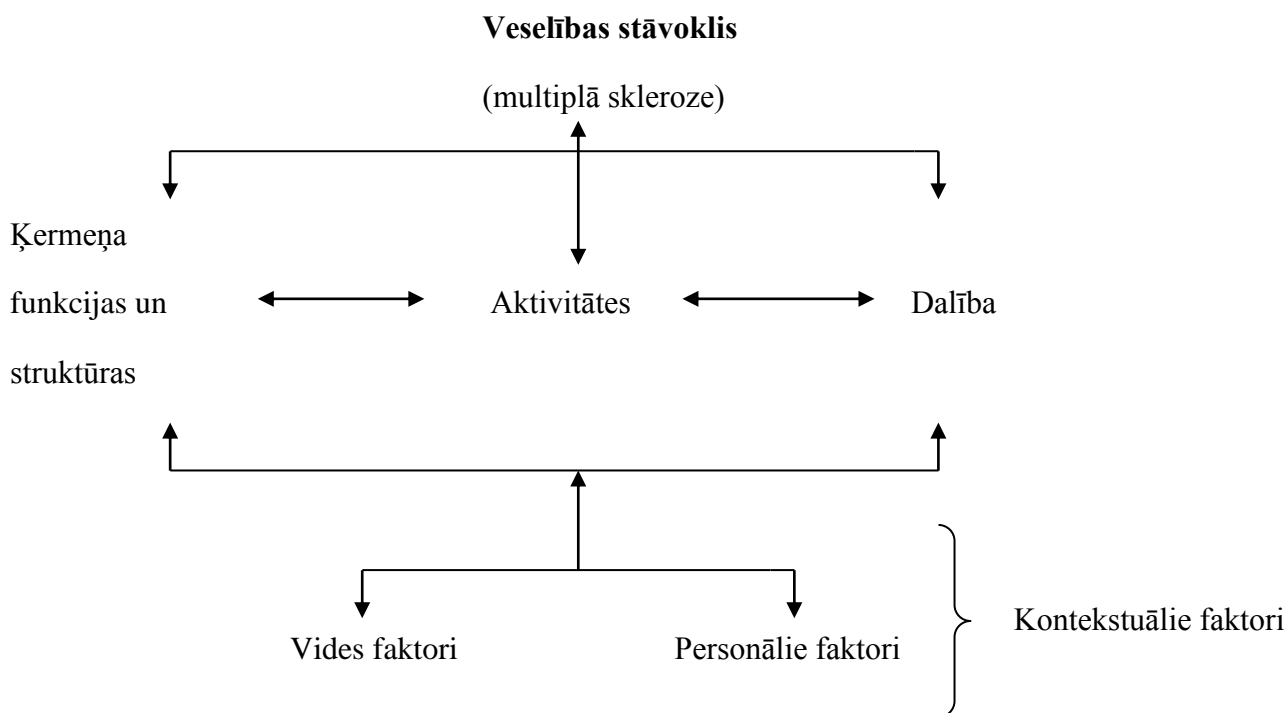 Veselības stāvoklis
(multiplā skleroze)
Ķermeņa
funkcijas un
struktūras
Aktivitātes
Dalība
Vides faktori
Personālie faktori
Kontekstuālie faktori